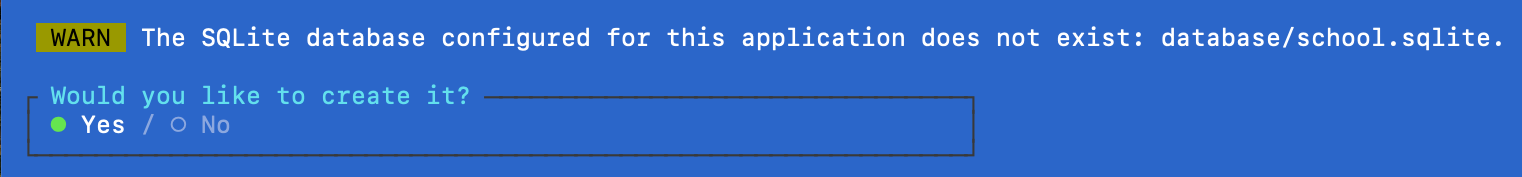 WARN The SQLite database configured for this application does not exist: database/school.sqlite.
Would you like to create it?
● Yes / ○ No